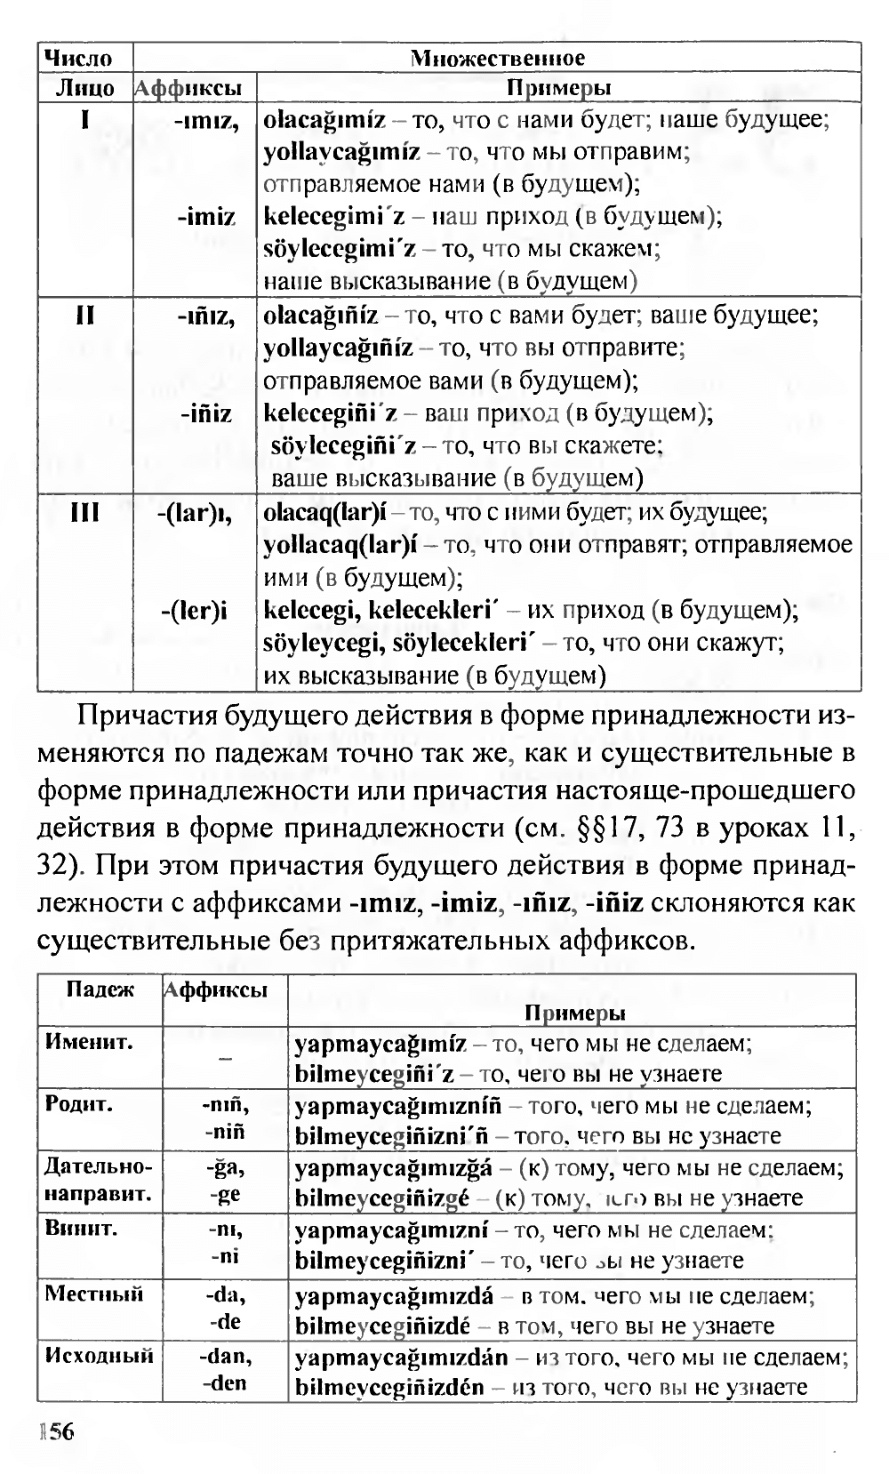 Число Множественное
Лицо Аффиксы Примеры
I -ımız, olacağımíz – то, что с нами будет; наше будущее;
yollaycağımíz – то, что мы отправим;
отправляемое нами (в будущем);
-imiz kelecegimi´z – наш приход (в будущем);
söylecegimi´z – то, что мы скажем;
наше высказывание (в будущем)
II -ıñız, olacağıñíz – то, что с вами будет; ваше будущее;
yollaycağıñíz – то, что вы отправите;
отправляемое вами (в будущем);
-iñiz kelecegiñi´z – ваш приход (в будущем);
söylecegiñi´z – то, что вы скажете;
ваше высказывание (в будущем)
III -(lar)ı, olacaq(lar)í – то, что с ними будет; их будущее;
yollacaq(lar)í – то, что они отправят; отправляемое
ими (в будущем);
-(ler)i kelecegi, kelecekleri´ – их приход (в будущем);
söyleycegi, söylecekleri´ – то, что они скажут;
их высказывание (в будущем)
Причастия будущего действия в форме принадлежности из-
меняются по падежам точно так же, как и существительные в
форме принадлежности или причастия настояще-прошедшего
действия в форме принадлежности (см. §§17, 73 в уроках 11,
32). При этом причастия будущего действия в форме принад-
лежности с аффиксами -ımız, -imiz, -ıñız, -iñiz склоняются как
существительные без притяжательных аффиксов.
Падеж Аффиксы Примеры
Именит. – yapmaycağımíz – то, чего мы не сделаем;
bilmeycegiñi´z – то, чего вы не узнаете
Родит. -nıñ, yapmaycağımızníñ – того, чего мы не сделаем;
-niñ bilmeycegiñizni´ñ – того, чего вы не узнаете
Дательно- -ğa, yapmaycağımızğá – (к) тому, чего мы не сделаем;
направит. -ge bilmeycegiñizgé – (к) тому, чего вы не узнаете
Винит. -nı, yapmaycağımızní – то, чего мы не сделаем;
-ni bilmeycegiñizni´ – то, чего вы не узнаете
Местный -da, yapmaycağımızdá – в том, чего мы не сделаем;
-de bilmeycegiñizdé – в том, чего вы не узнаете
Исходный -dan, yapmaycağımızdán – из того, чего мы не сделаем;
-den bilmeycegiñizdén – из того, чего вы не узнаете
156